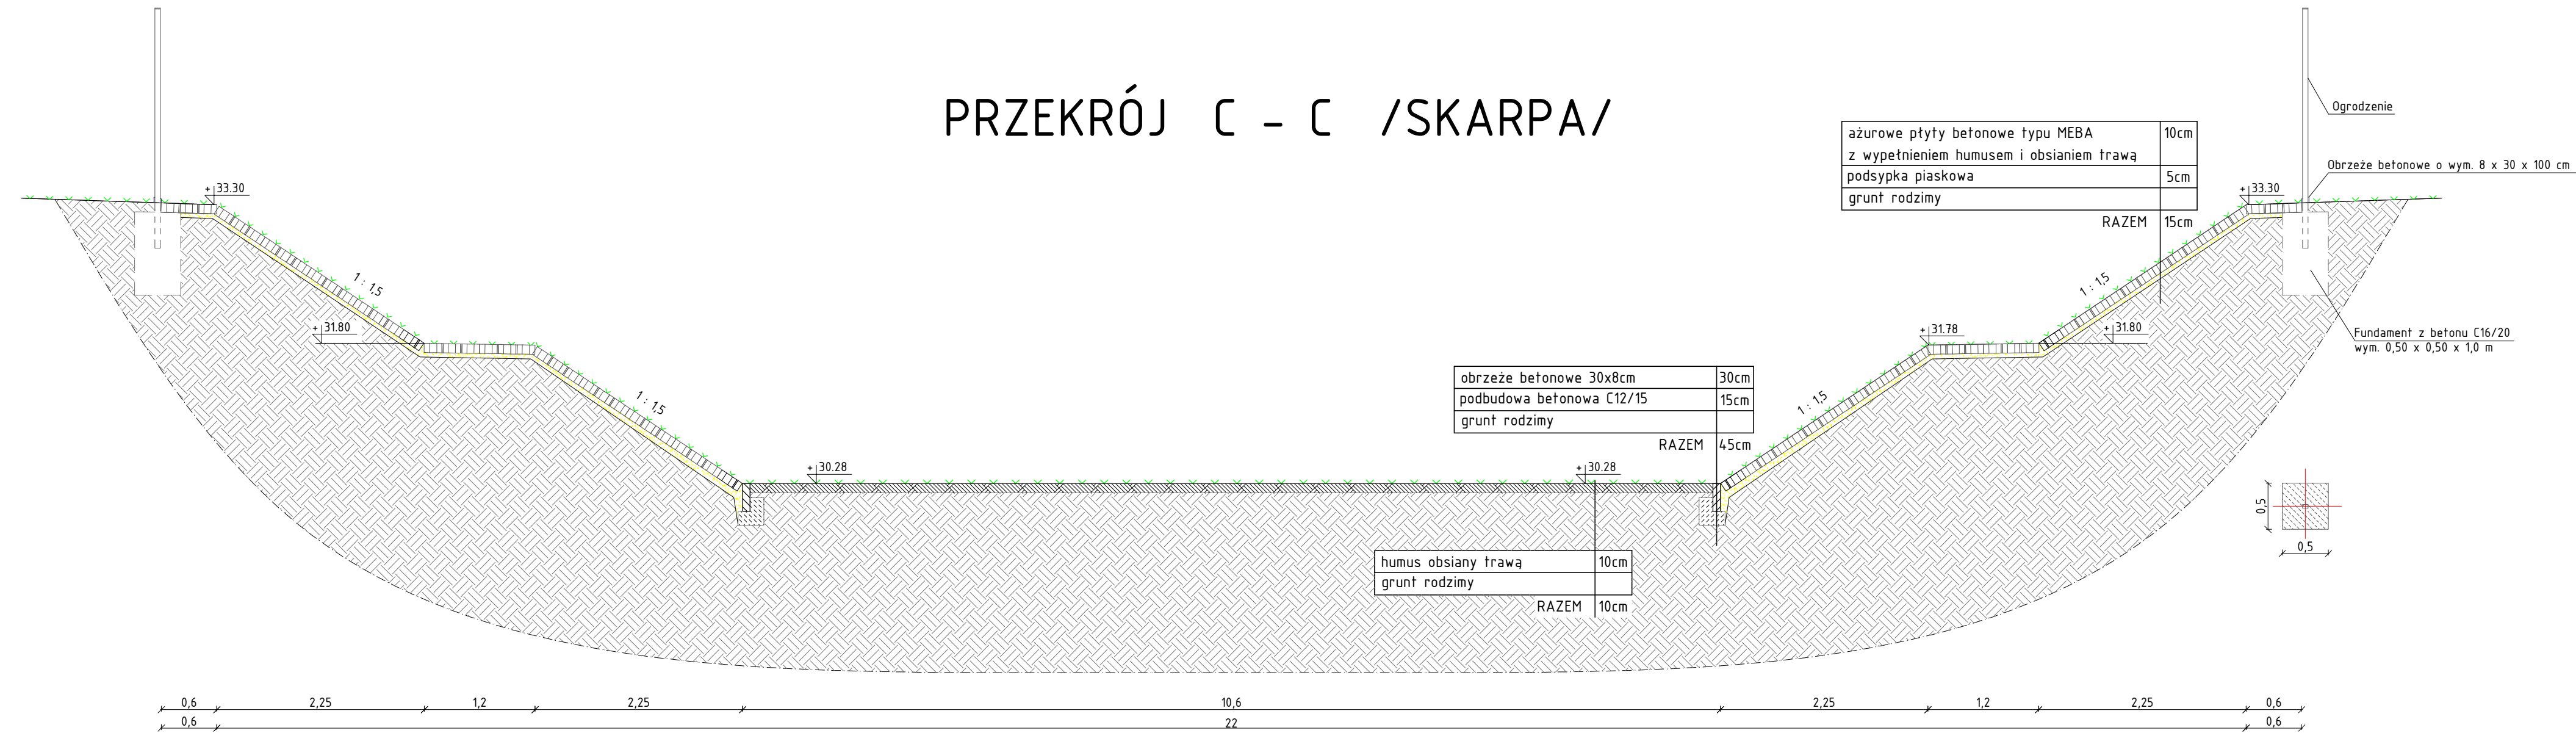 PRZEKRÓJ C - C /SKARPA/
Ogrodzenie
ażurowe płyty betonowe typu MEBA 10cm
z wypełnieniem humusem i obsianiem trawą
podsypka piaskowa 5cm
grunt rodzimy
RAZEM 15cm
Obrzeże betonowe o wym. 8 x 30 x 100 cm
+ 33.30
+ 33.30
1 : 1,5
1 : 1,5
+ 31.80
+ 31.78
+ 31.80
Fundament z betonu C16/20
wym. 0,50 x 0,50 x 1,0 m
obrzeże betonowe 30x8cm 30cm
podbudowa betonowa C12/15 15cm
grunt rodzimy
RAZEM 45cm
1 : 1,5
1 : 1,5
+ 30.28
+ 30.28
0,5
0,5
humus obsiany trawą 10cm
grunt rodzimy
RAZEM 10cm
0,6 2,25 1,2 2,25 10,6 2,25 1,2 2,25 0,6
0,6 22 0,6